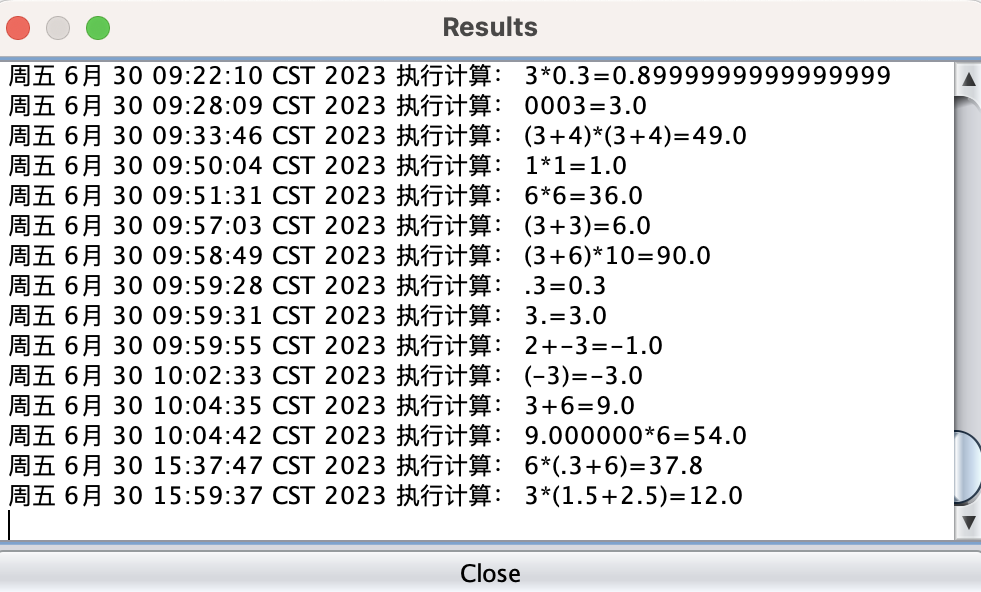 Results
周五 6月 30 09:22:10 CST 2023 执行计算： 3*0.3=0.8999999999999999
周五 6月 30 09:28:09 CST 2023 执行计算： 0003=3.0
周五 6月 30 09:33:46 CST 2023 执行计算： (3+4)*(3+4)=49.0
周五 6月 30 09:50:04 CST 2023 执行计算： 1*1=1.0
周五 6月 30 09:51:31 CST 2023 执行计算： 6*6=36.0
周五 6月 30 09:57:03 CST 2023 执行计算： (3+3)=6.0
周五 6月 30 09:58:49 CST 2023 执行计算： (3+6)*10=90.0
周五 6月 30 09:59:28 CST 2023 执行计算： .3=0.3
周五 6月 30 09:59:31 CST 2023 执行计算： 3.=3.0
周五 6月 30 09:59:55 CST 2023 执行计算： 2+-3=-1.0
周五 6月 30 10:02:33 CST 2023 执行计算： (-3)=-3.0
周五 6月 30 10:04:35 CST 2023 执行计算： 3+6=9.0
周五 6月 30 10:04:42 CST 2023 执行计算： 9.000000*6=54.0
周五 6月 30 15:37:47 CST 2023 执行计算： 6*(.3+6)=37.8
周五 6月 30 15:59:37 CST 2023 执行计算： 3*(1.5+2.5)=12.0
Close